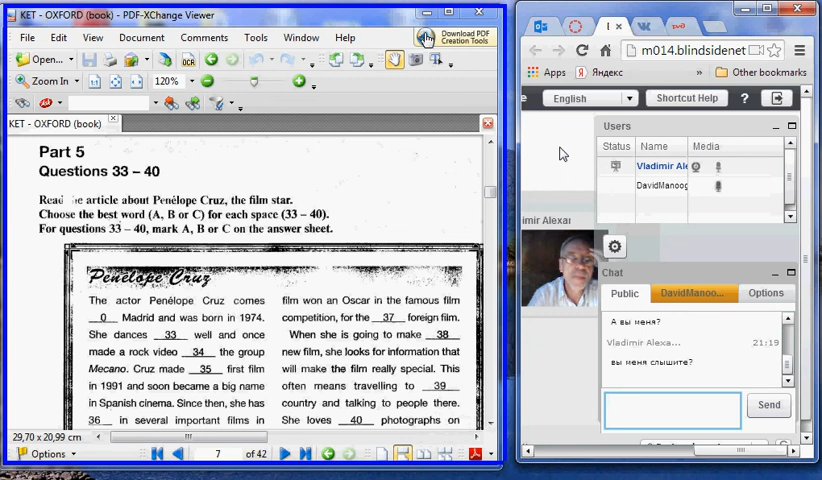 KET - OXFORD (book) - PDF-XChange Viewer
File Edit View Document Comments Tools Window Help
Download PDF
Creation Tools
Open...
OCR
Zoom In
120%
KET - OXFORD (book)
Part 5
Questions 33 – 40
Read the article about Penélope Cruz, the film star.
Choose the best word (A, B or C) for each space (33 – 40).
For questions 33 – 40, mark A, B or C on the answer sheet.
Penélope Cruz
The actor Penélope Cruz comes
0 Madrid and was born in 1974.
She dances 33 well and once
made a rock video 34 the group
Mecano. Cruz made 35 first film
in 1991 and soon became a big name
in Spanish cinema. Since then, she has
36 in several important films in
film won an Oscar in the famous film
competition, for the 37 foreign film.
When she is going to make 38
new film, she looks for information that
will make the film really special. This
often means travelling to 39
country and talking to people there.
She loves 40 photographs on
29,70 x 20,99 cm
Options
7
of 42
m014.blindsidenet
Apps
Яндекс
»
Other bookmarks
English
Shortcut Help
?
Users
Status Name Media
Vladimir Ale
DavidManoog
imir Alexar
Chat
Public
DavidManoo...
Options
А вы меня?
Vladimir Alexa...
21:19
вы меня слышите?
Send